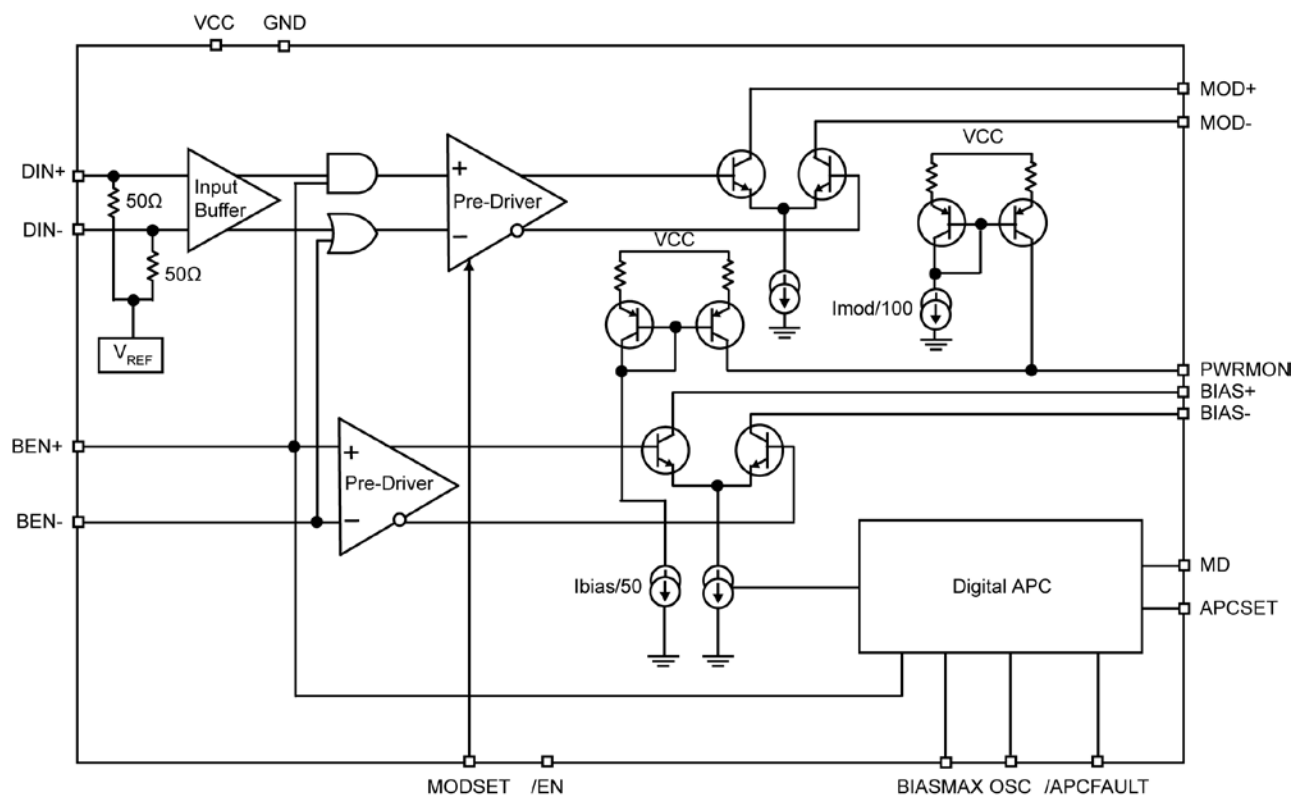 VCC GND
MOD+
MOD-
VCC
DIN+
50Ω
Input
Buffer
+
Pre-Driver
−
DIN-
50Ω
VCC
Imod/100
VREF
PWRMON
BIAS+
BIAS-
BEN+
+
Pre-Driver
−
BEN-
Ibias/50
Digital APC
MD
APCSET
MODSET /EN BIASMAX OSC /APCFAULT